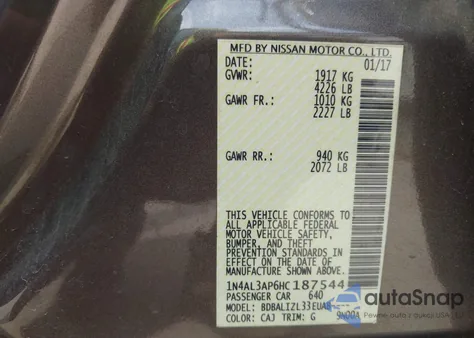 MFD BY NISSAN MOTOR CO., LTD.
DATE: 01/17
GVWR: 1917 KG
4226 LB
GAWR FR.: 1010 KG
2227 LB
GAWR RR.: 940 KG
2072 LB
THIS VEHICLE CONFORMS TO
ALL APPLICABLE FEDERAL
MOTOR VEHICLE SAFETY,
BUMPER, AND THEFT
PREVENTION STANDARDS IN
EFFECT ON THE DATE OF
MANUFACTURE SHOWN ABOVE.
1N4AL3AP6HC187544
PASSENGER CAR 640
MODEL: BDBALIZL33EUA
COLOR: CAJ TRIM: G
autoSnap